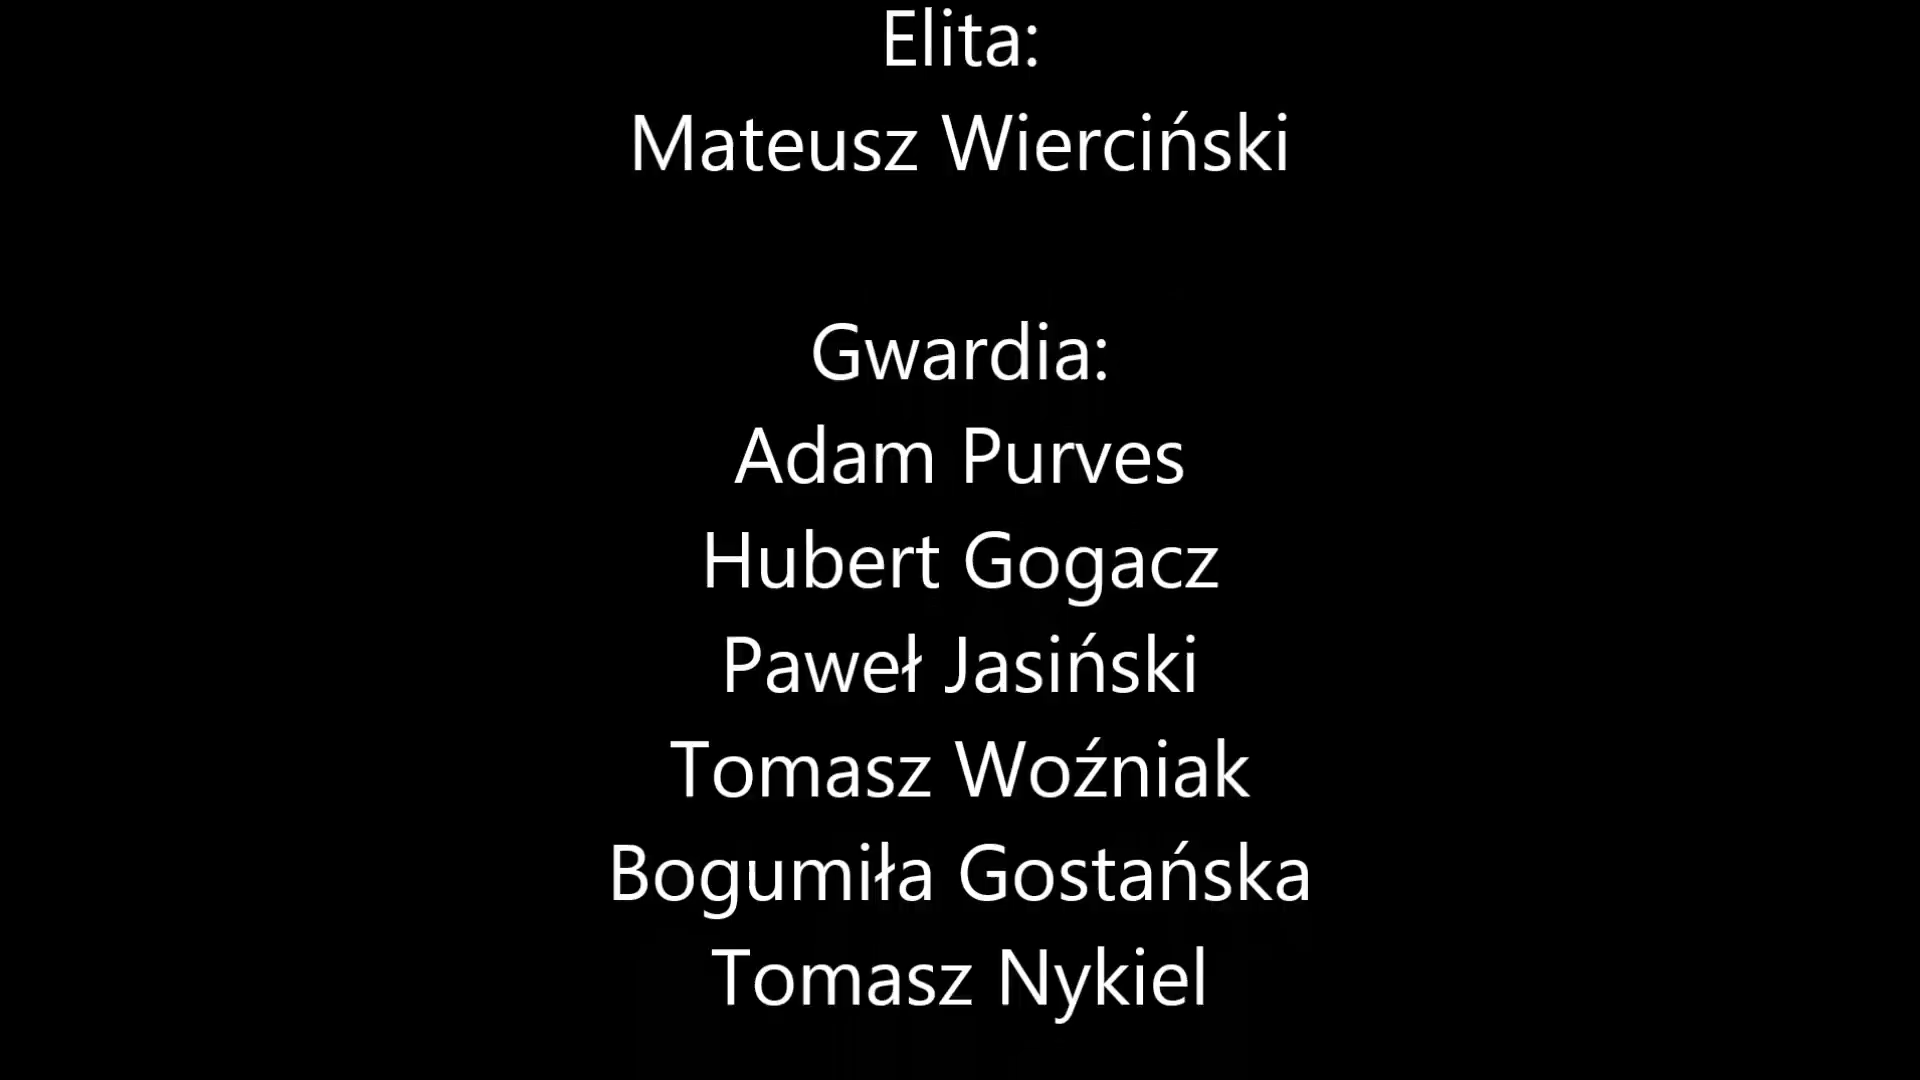 Elita:
Mateusz Wierciński
Gwardia:
Adam Purves
Hubert Gogacz
Paweł Jasiński
Tomasz Woźniak
Bogumiła Gostańska
Tomasz Nykiel